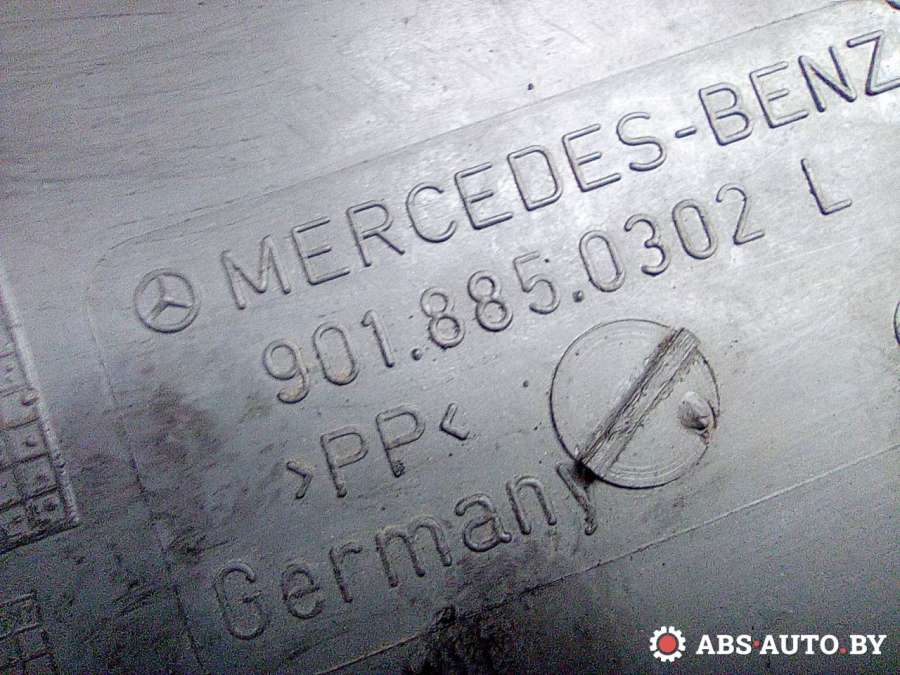 MERCEDES-BENZ
901.885.0302 L
>PP<
Germany
ABS-AUTO.BY